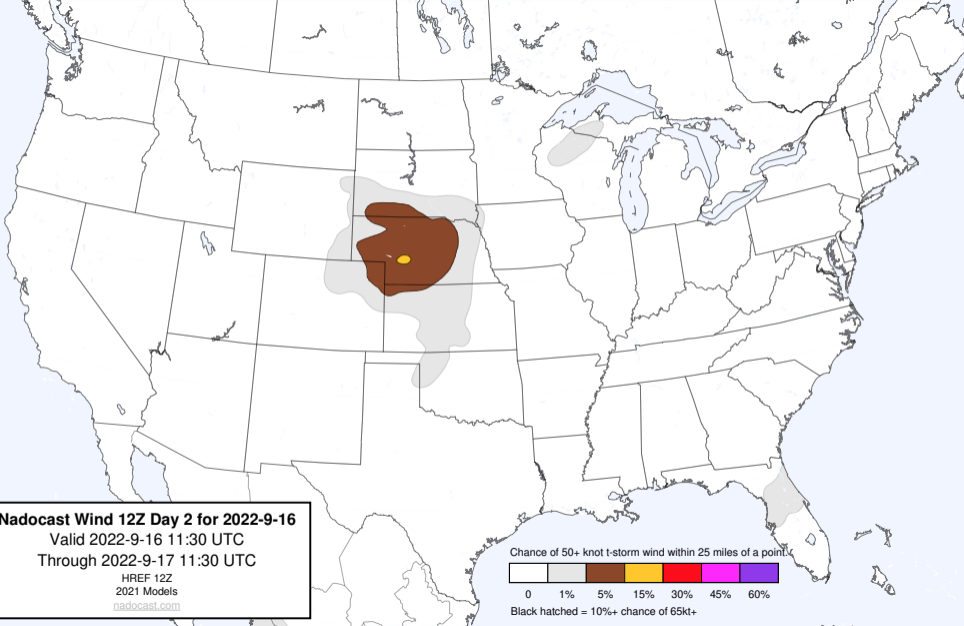 Nadocast Wind 12Z Day 2 for 2022-9-16
Valid 2022-9-16 11:30 UTC
Through 2022-9-17 11:30 UTC
HREF 12Z
2021 Models
nadocast.com
Chance of 50+ knot t-storm wind within 25 miles of a point.
0 1% 5% 15% 30% 45% 60%
Black hatched = 10%+ chance of 65kt+